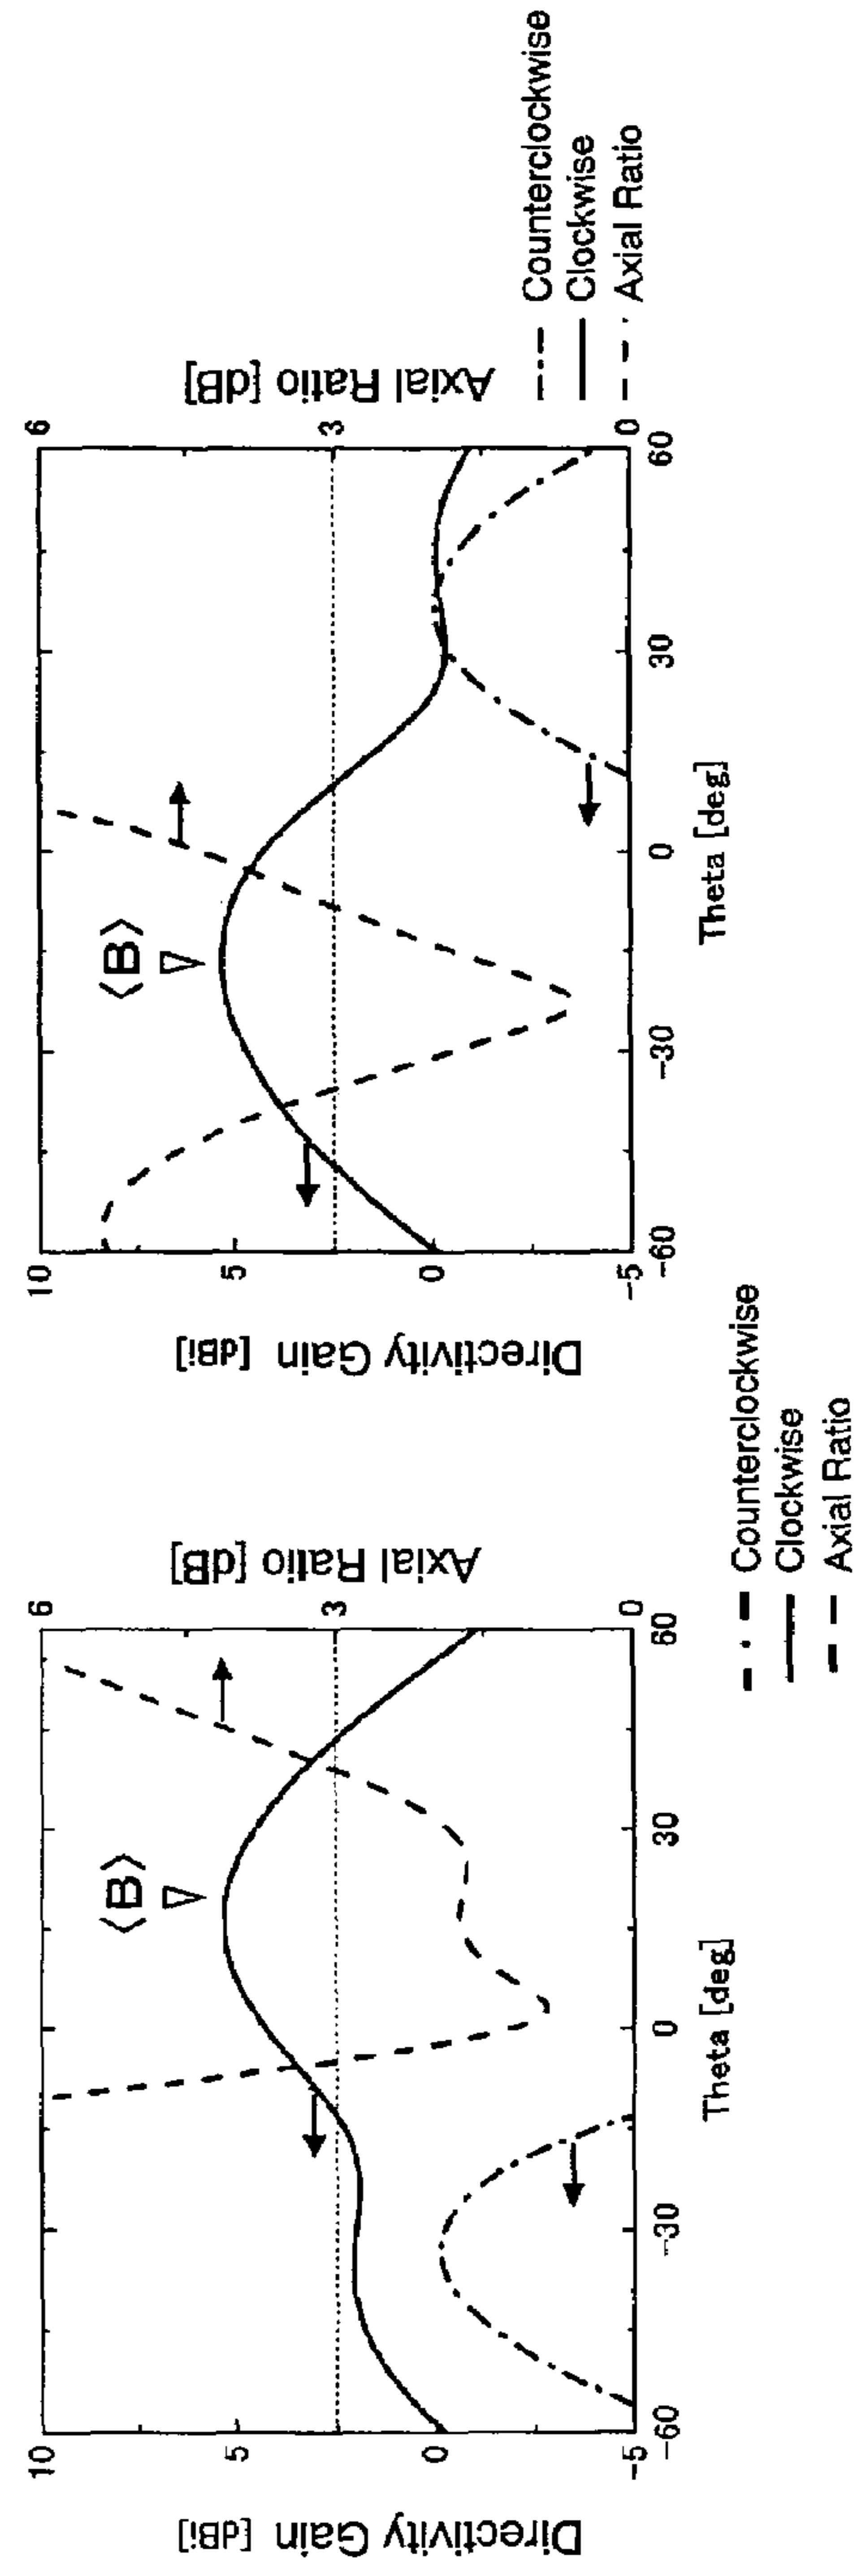 Directivity Gain [dBi]
10
5
0
-5
-60
-30
0
30
60
Theta [deg]
6
3
0
Axial Ratio [dB]
<B>
Counterclockwise
Clockwise
Axial Ratio
Directivity Gain [dBi]
10
5
0
-5
-60
-30
0
30
60
Theta [deg]
6
3
0
Axial Ratio [dB]
<B>
Counterclockwise
Clockwise
Axial Ratio